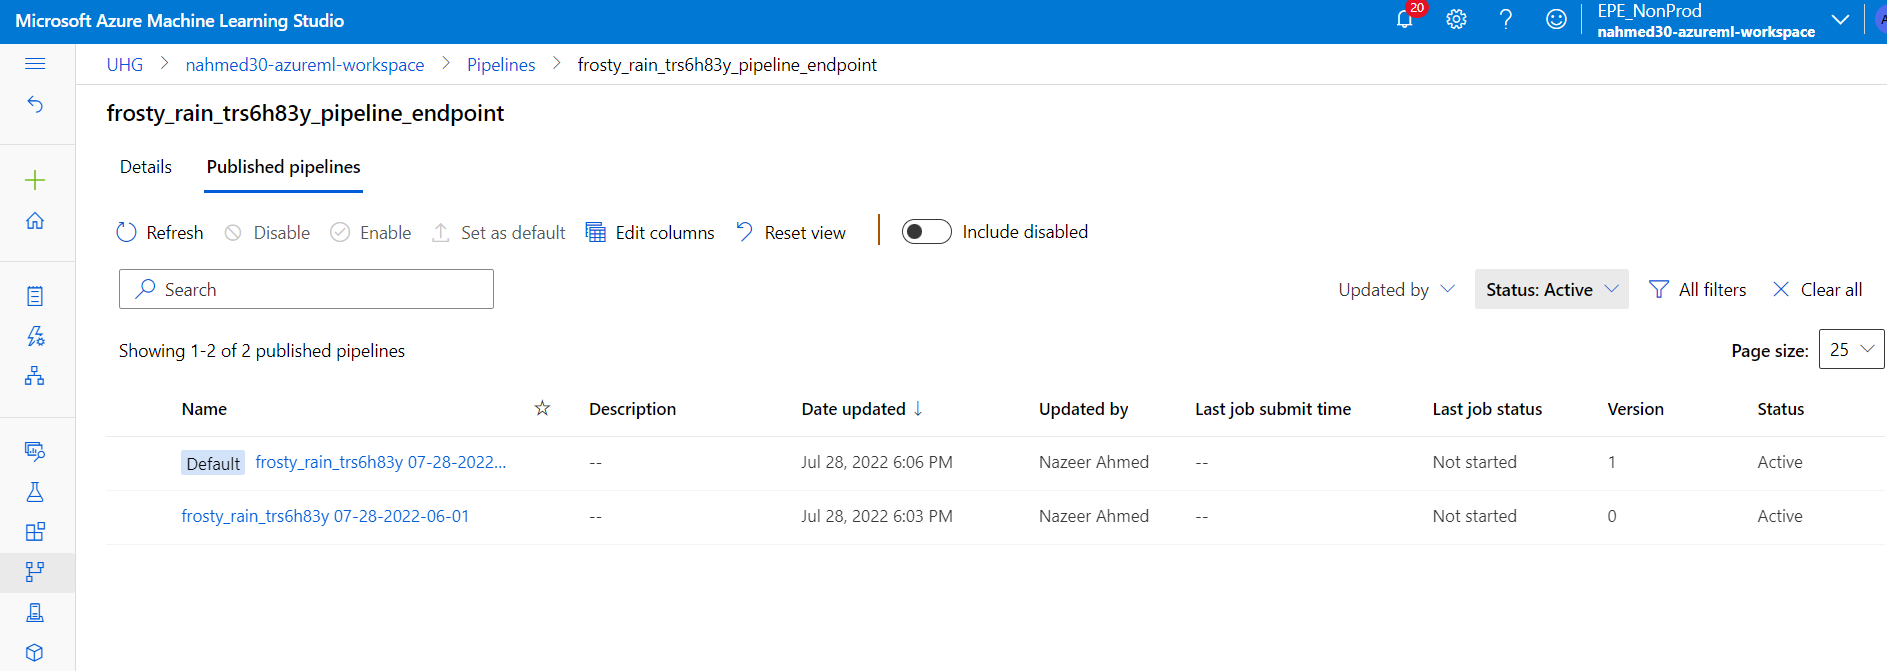 Microsoft Azure Machine Learning Studio
20
EPE_NonProd
nahmed30-azureml-workspace
UHG > nahmed30-azureml-workspace > Pipelines > frosty_rain_trs6h83y_pipeline_endpoint
frosty_rain_trs6h83y_pipeline_endpoint
Details Published pipelines
Refresh Disable Enable Set as default Edit columns Reset view Include disabled
Search
Updated by Status: Active All filters Clear all
Showing 1-2 of 2 published pipelines
Page size: 25
Name Description Date updated ↓ Updated by Last job submit time Last job status Version Status
Default frosty_rain_trs6h83y 07-28-2022... -- Jul 28, 2022 6:06 PM Nazeer Ahmed -- Not started 1 Active
frosty_rain_trs6h83y 07-28-2022-06-01 -- Jul 28, 2022 6:03 PM Nazeer Ahmed -- Not started 0 Active